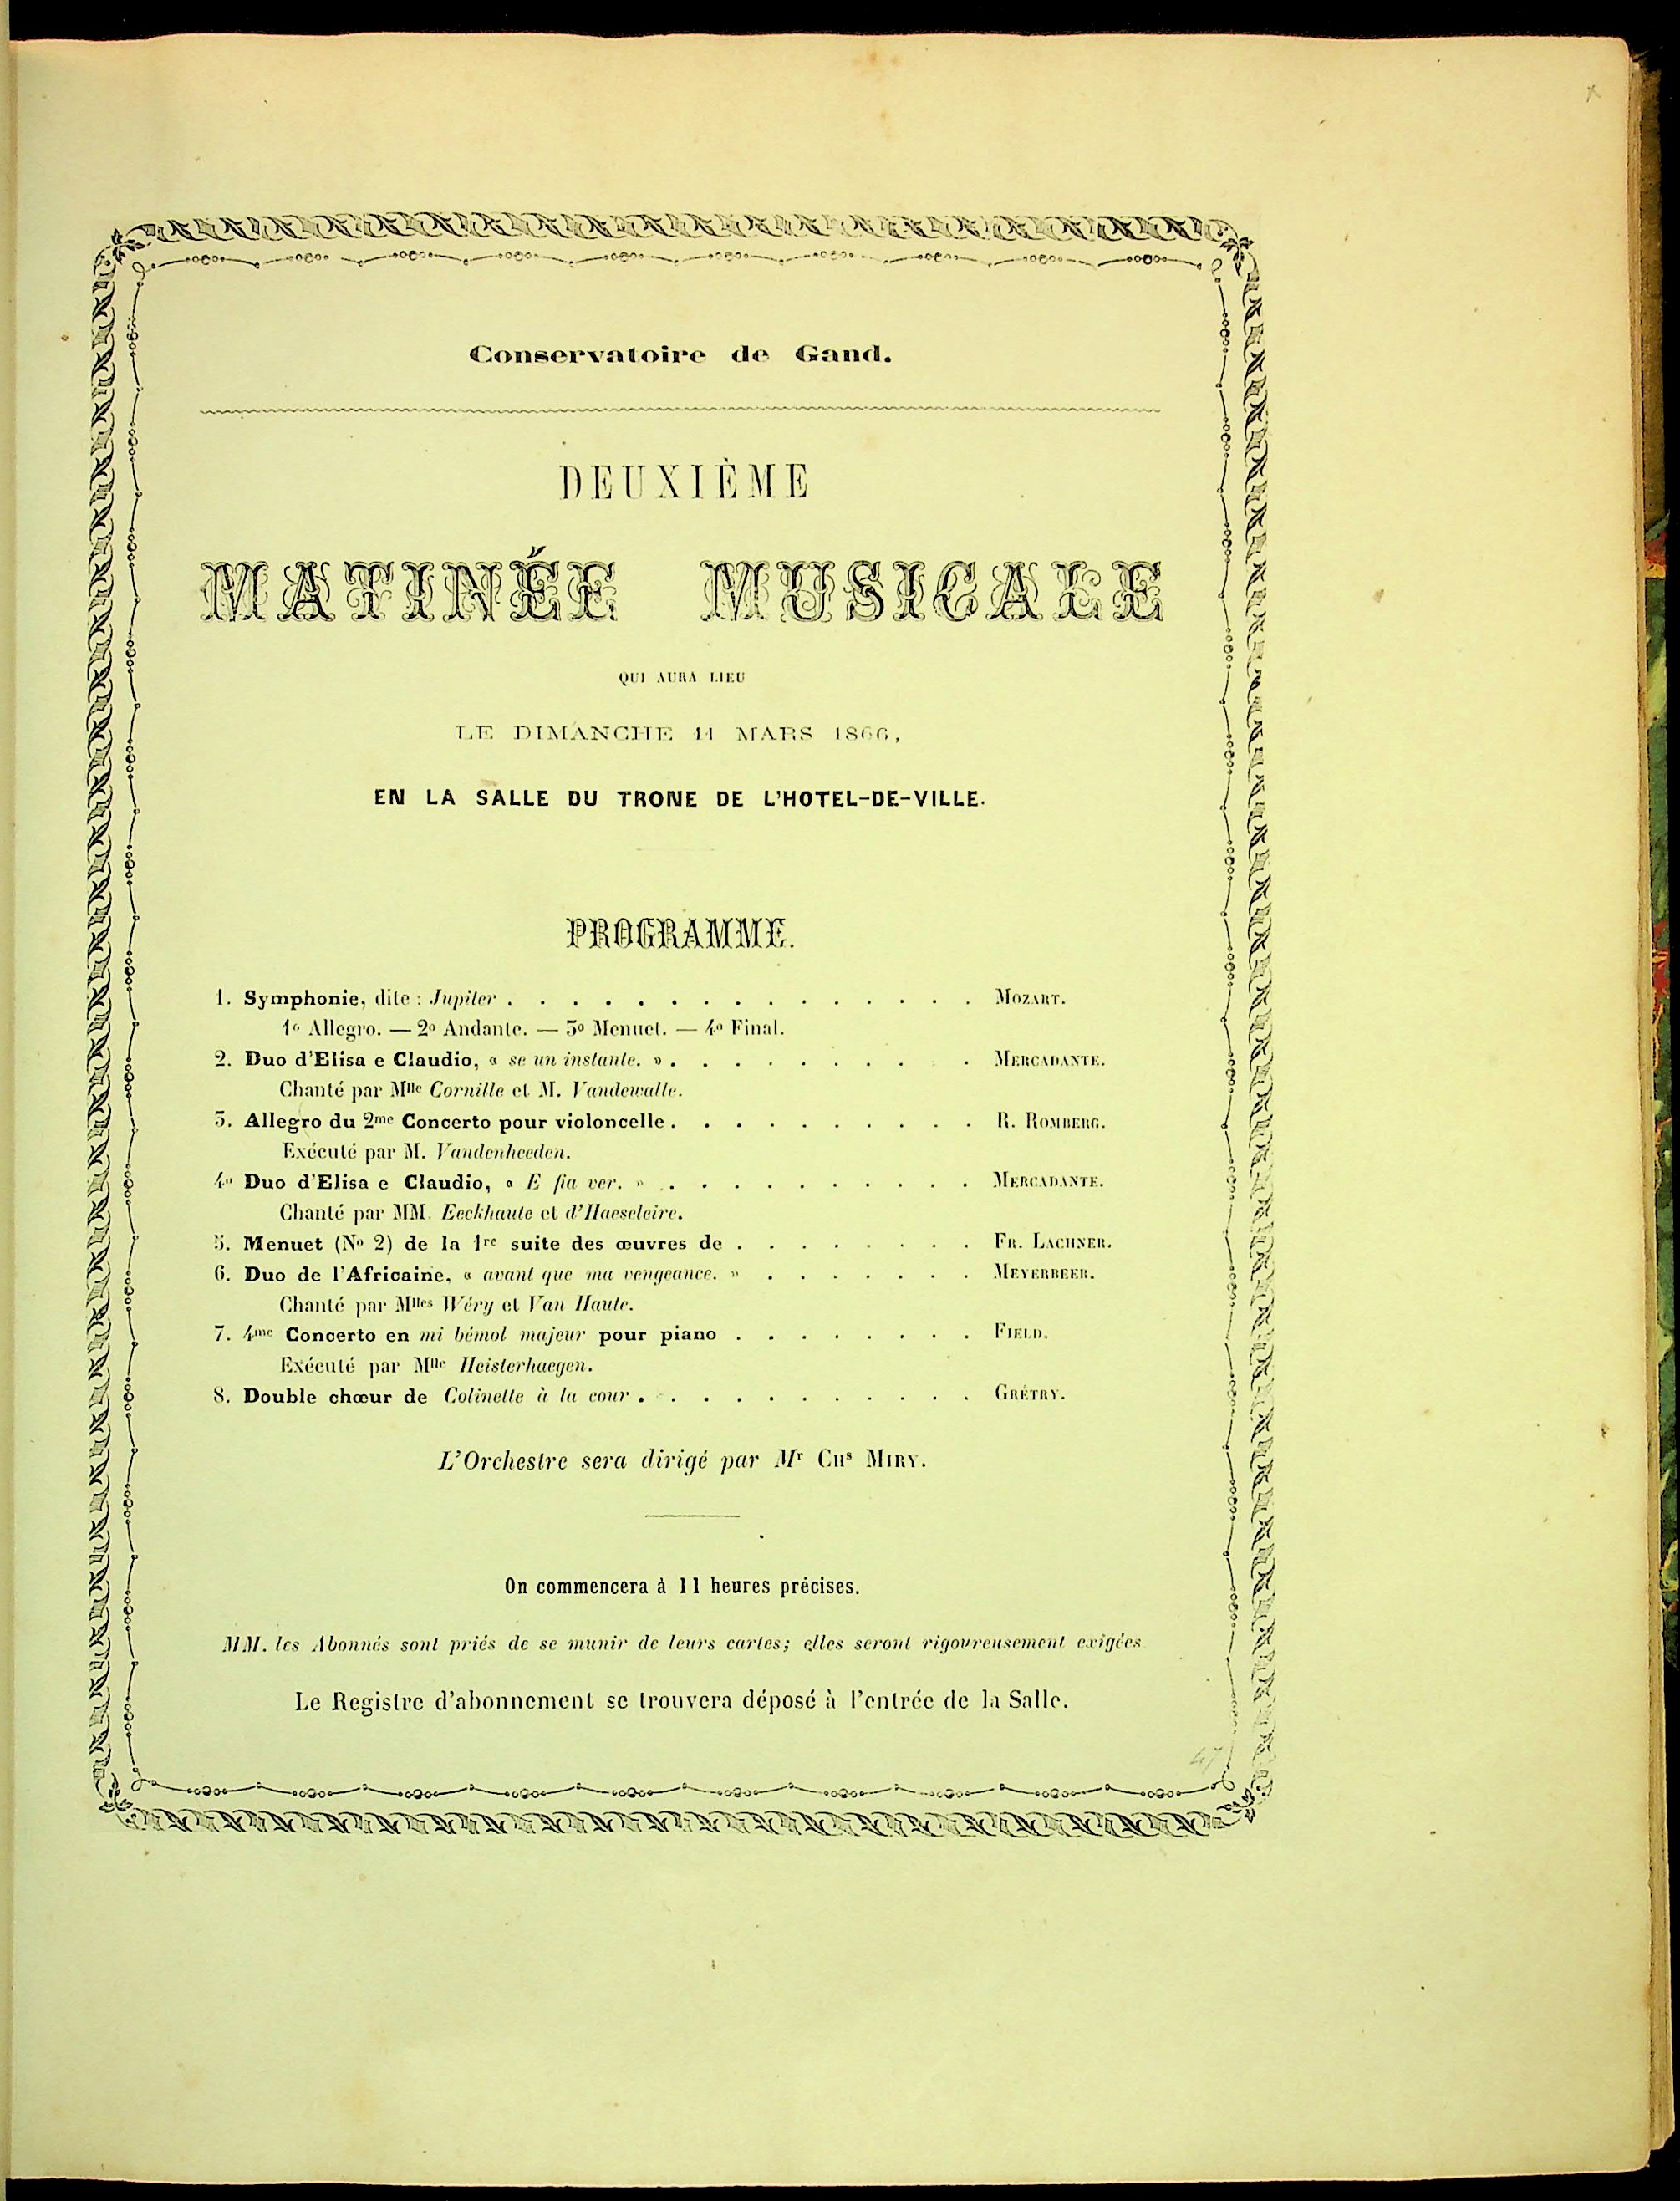 Conservatoire de Gand.
DEUXIÈME
MATINÉE MUSICALE
QUI AURA LIEU
LE DIMANCHE 11 MARS 1866,
EN LA SALLE DU TRONE DE L'HOTEL-DE-VILLE.
PROGRAMME.
1. Symphonie, dite : Jupiter . . . . . . . . . . . . . . . Mozart.
1º Allegro. — 2º Andante. — 3º Menuet. — 4º Final.
2. Duo d'Elisa e Claudio, « se un instante. » . . . . . . . . . . Mercadante.
Chanté par Mlle Cornille et M. Vandewalle.
3. Allegro du 2me Concerto pour violoncelle . . . . . . . . . . R. Romberg.
Exécuté par M. Vandenheeden.
4º Duo d'Elisa e Claudio, « E fia ver. » . . . . . . . . . . Mercadante.
Chanté par MM. Eeckhaute et d'Haeseleire.
5. Menuet (Nº 2) de la 1re suite des œuvres de . . . . . . . . Fr. Lachner.
6. Duo de l'Africaine, « avant que ma vengeance. » . . . . . . . Meyerbeer.
Chanté par Mlles Wéry et Van Haute.
7. 4me Concerto en mi bémol majeur pour piano . . . . . . . . Field.
Exécuté par Mlle Heisterhaegen.
8. Double chœur de Colinette à la cour . . . . . . . . . . . Grétry.
L'Orchestre sera dirigé par Mr Chs Miry.
On commencera à 11 heures précises.
MM. les Abonnés sont priés de se munir de leurs cartes; elles seront rigoureusement exigées
Le Registre d'abonnement se trouvera déposé à l'entrée de la Salle.
47